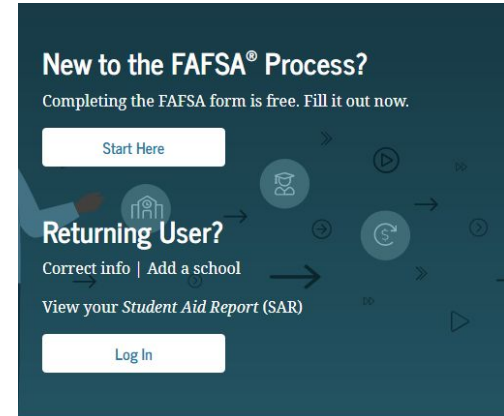 New to the FAFSA® Process?
Completing the FAFSA form is free. Fill it out now.
Start Here
Returning User?
Correct info | Add a school
View your Student Aid Report (SAR)
Log In